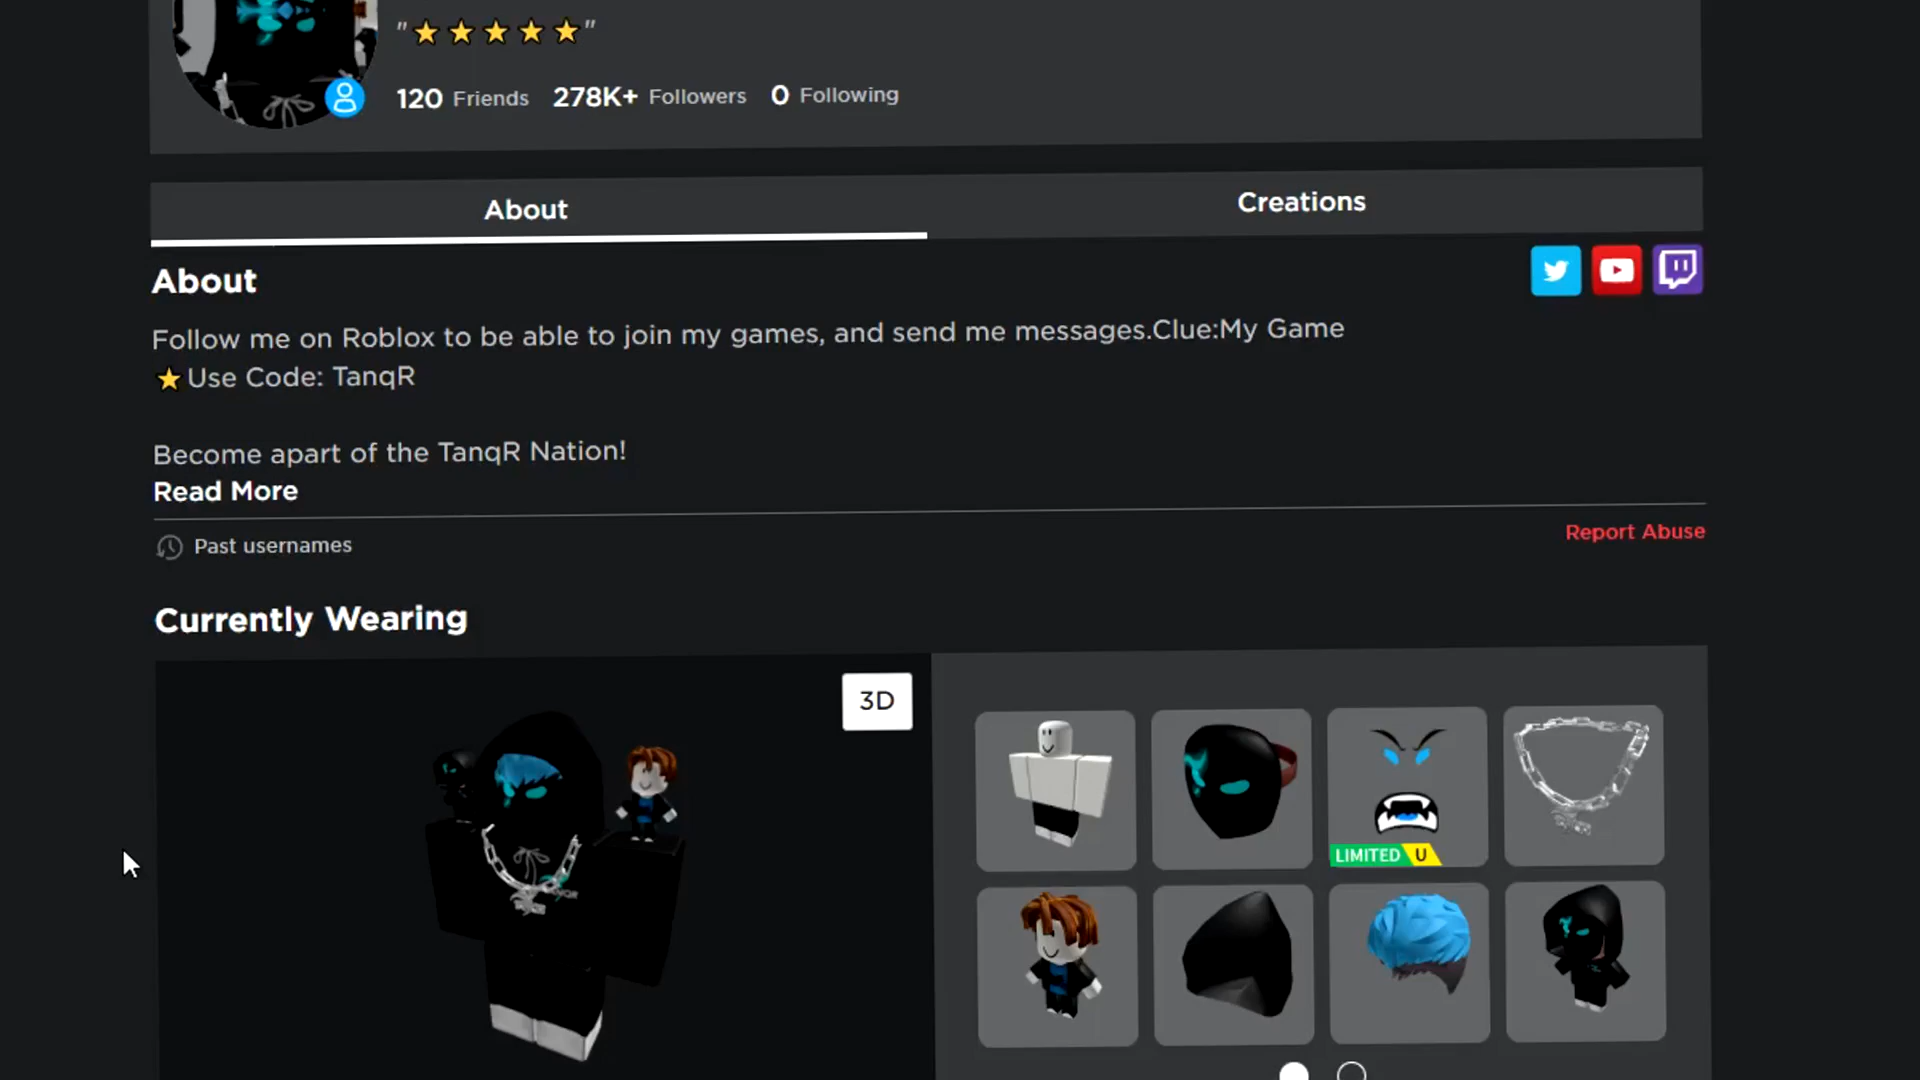 "⭐⭐⭐⭐⭐"
120 Friends 278K+ Followers 0 Following
About Creations
About
Follow me on Roblox to be able to join my games, and send me messages.Clue:My Game
⭐Use Code: TanqR
Become apart of the TanqR Nation!
Read More
Past usernames Report Abuse
Currently Wearing
3D
LIMITED U